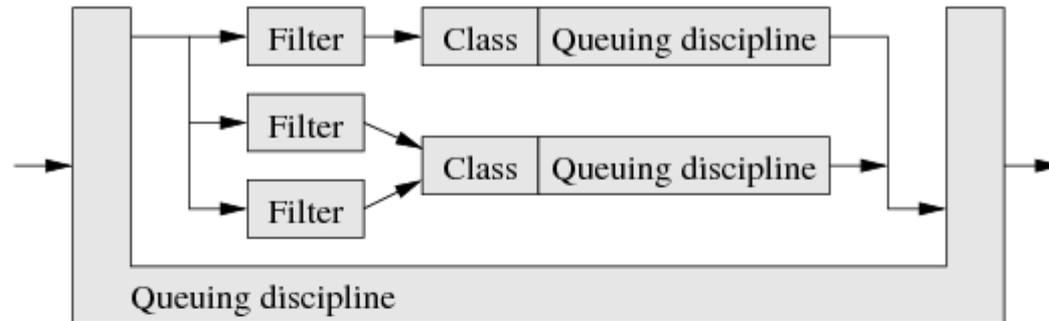 Filter
Class
Queuing discipline
Filter
Class
Queuing discipline
Filter
Queuing discipline